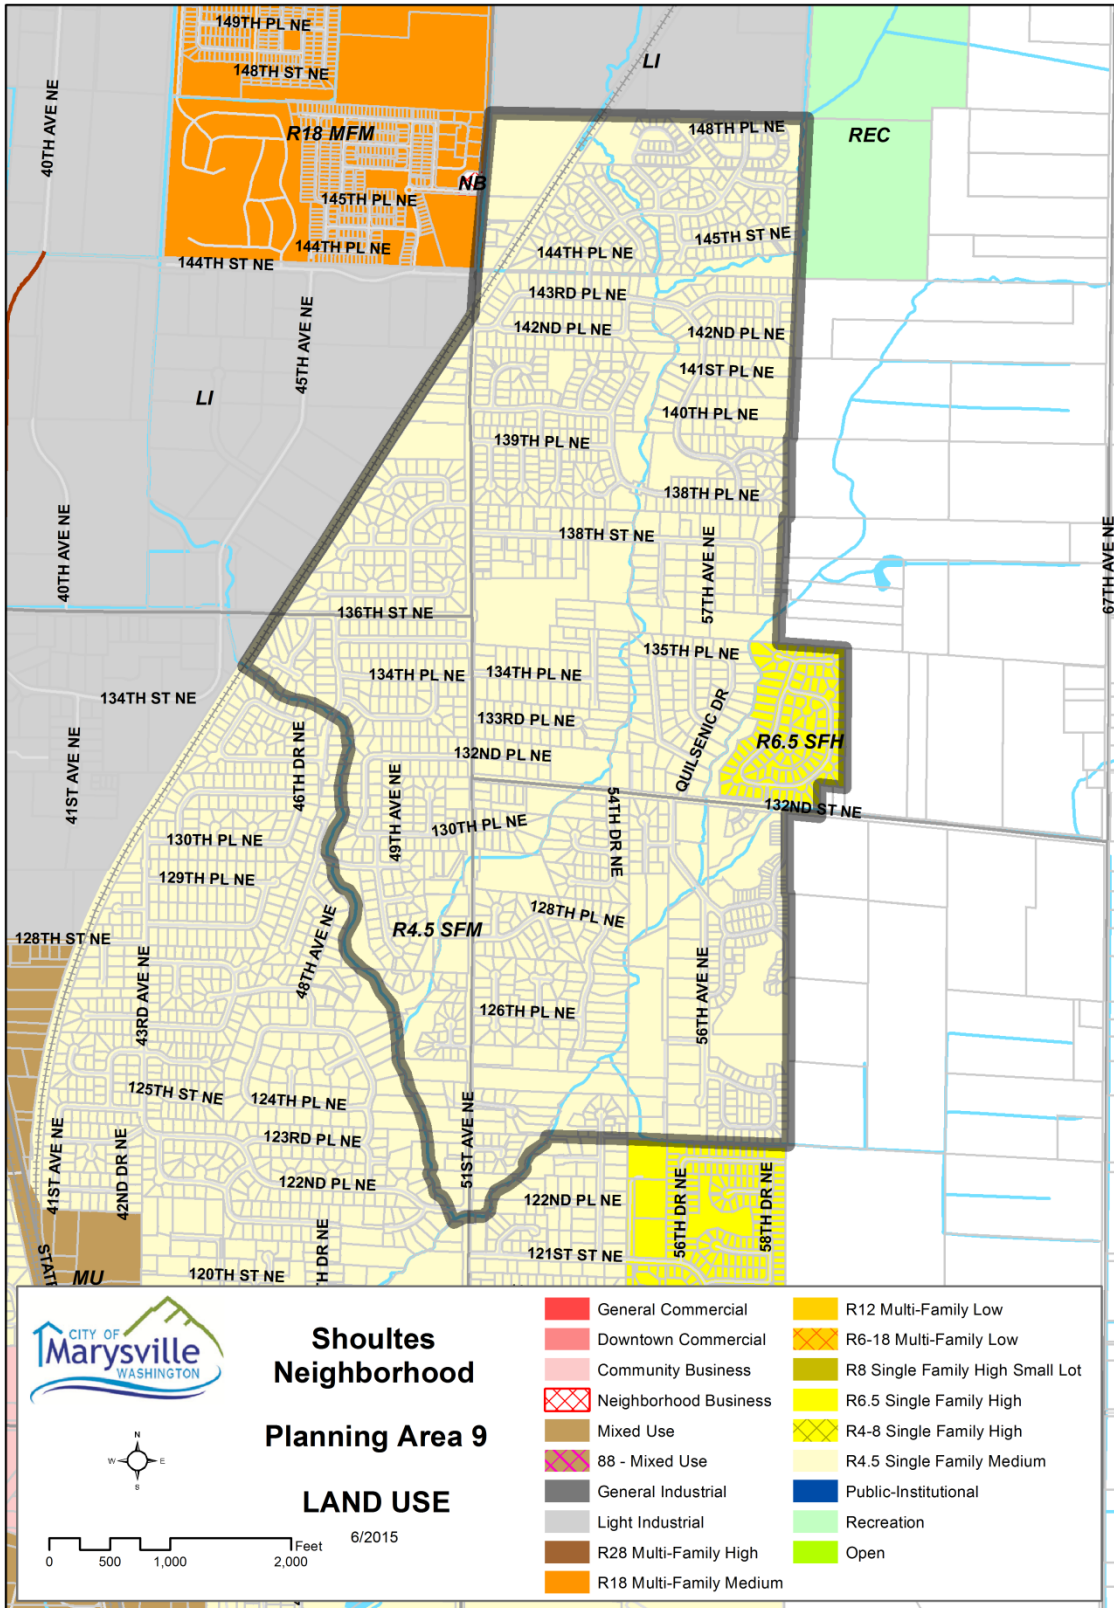 149TH PL NE
148TH ST NE
R18 MFM
LI
40TH AVE NE
148TH PL NE
REC
NB
145TH PL NE
144TH PL NE
144TH ST NE
144TH PL NE
145TH ST NE
143RD PL NE
142ND PL NE
142ND PL NE
45TH AVE NE
141ST PL NE
LI
140TH PL NE
139TH PL NE
138TH PL NE
138TH ST NE
40TH AVE NE
57TH AVE NE
67TH AVE NE
136TH ST NE
135TH PL NE
134TH PL NE
134TH PL NE
134TH ST NE
QUILSENIC DR
133RD PL NE
R6.5 SFH
132ND PL NE
41ST AVE NE
46TH DR NE
49TH AVE NE
54TH DR NE
132ND ST NE
130TH PL NE
130TH PL NE
129TH PL NE
128TH PL NE
R4.5 SFM
128TH ST NE
48TH AVE NE
43RD AVE NE
56TH AVE NE
126TH PL NE
125TH ST NE
124TH PL NE
123RD PL NE
51ST AVE NE
41ST AVE NE
42ND DR NE
122ND PL NE
122ND PL NE
56TH DR NE
58TH DR NE
121ST ST NE
TH DR NE
120TH ST NE
MU
STAT
CITY OF
Marysville
WASHINGTON
Shoultes
Neighborhood
Planning Area 9
LAND USE
6/2015
N
W E
S
Feet
0 500 1,000 2,000
General Commercial
Downtown Commercial
Community Business
Neighborhood Business
Mixed Use
88 - Mixed Use
General Industrial
Light Industrial
R28 Multi-Family High
R18 Multi-Family Medium
R12 Multi-Family Low
R6-18 Multi-Family Low
R8 Single Family High Small Lot
R6.5 Single Family High
R4-8 Single Family High
R4.5 Single Family Medium
Public-Institutional
Recreation
Open